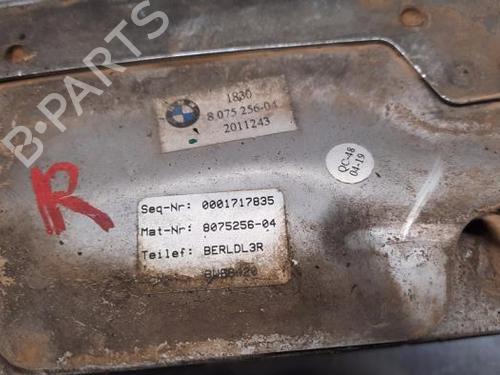 B-PARTS
BMW
1830
8 075 256-04
2011243
QC-48
04-19
R
Seq-Nr: 0001717835
Mat-Nr: 8075256-04
Teilef: BERLDL3R